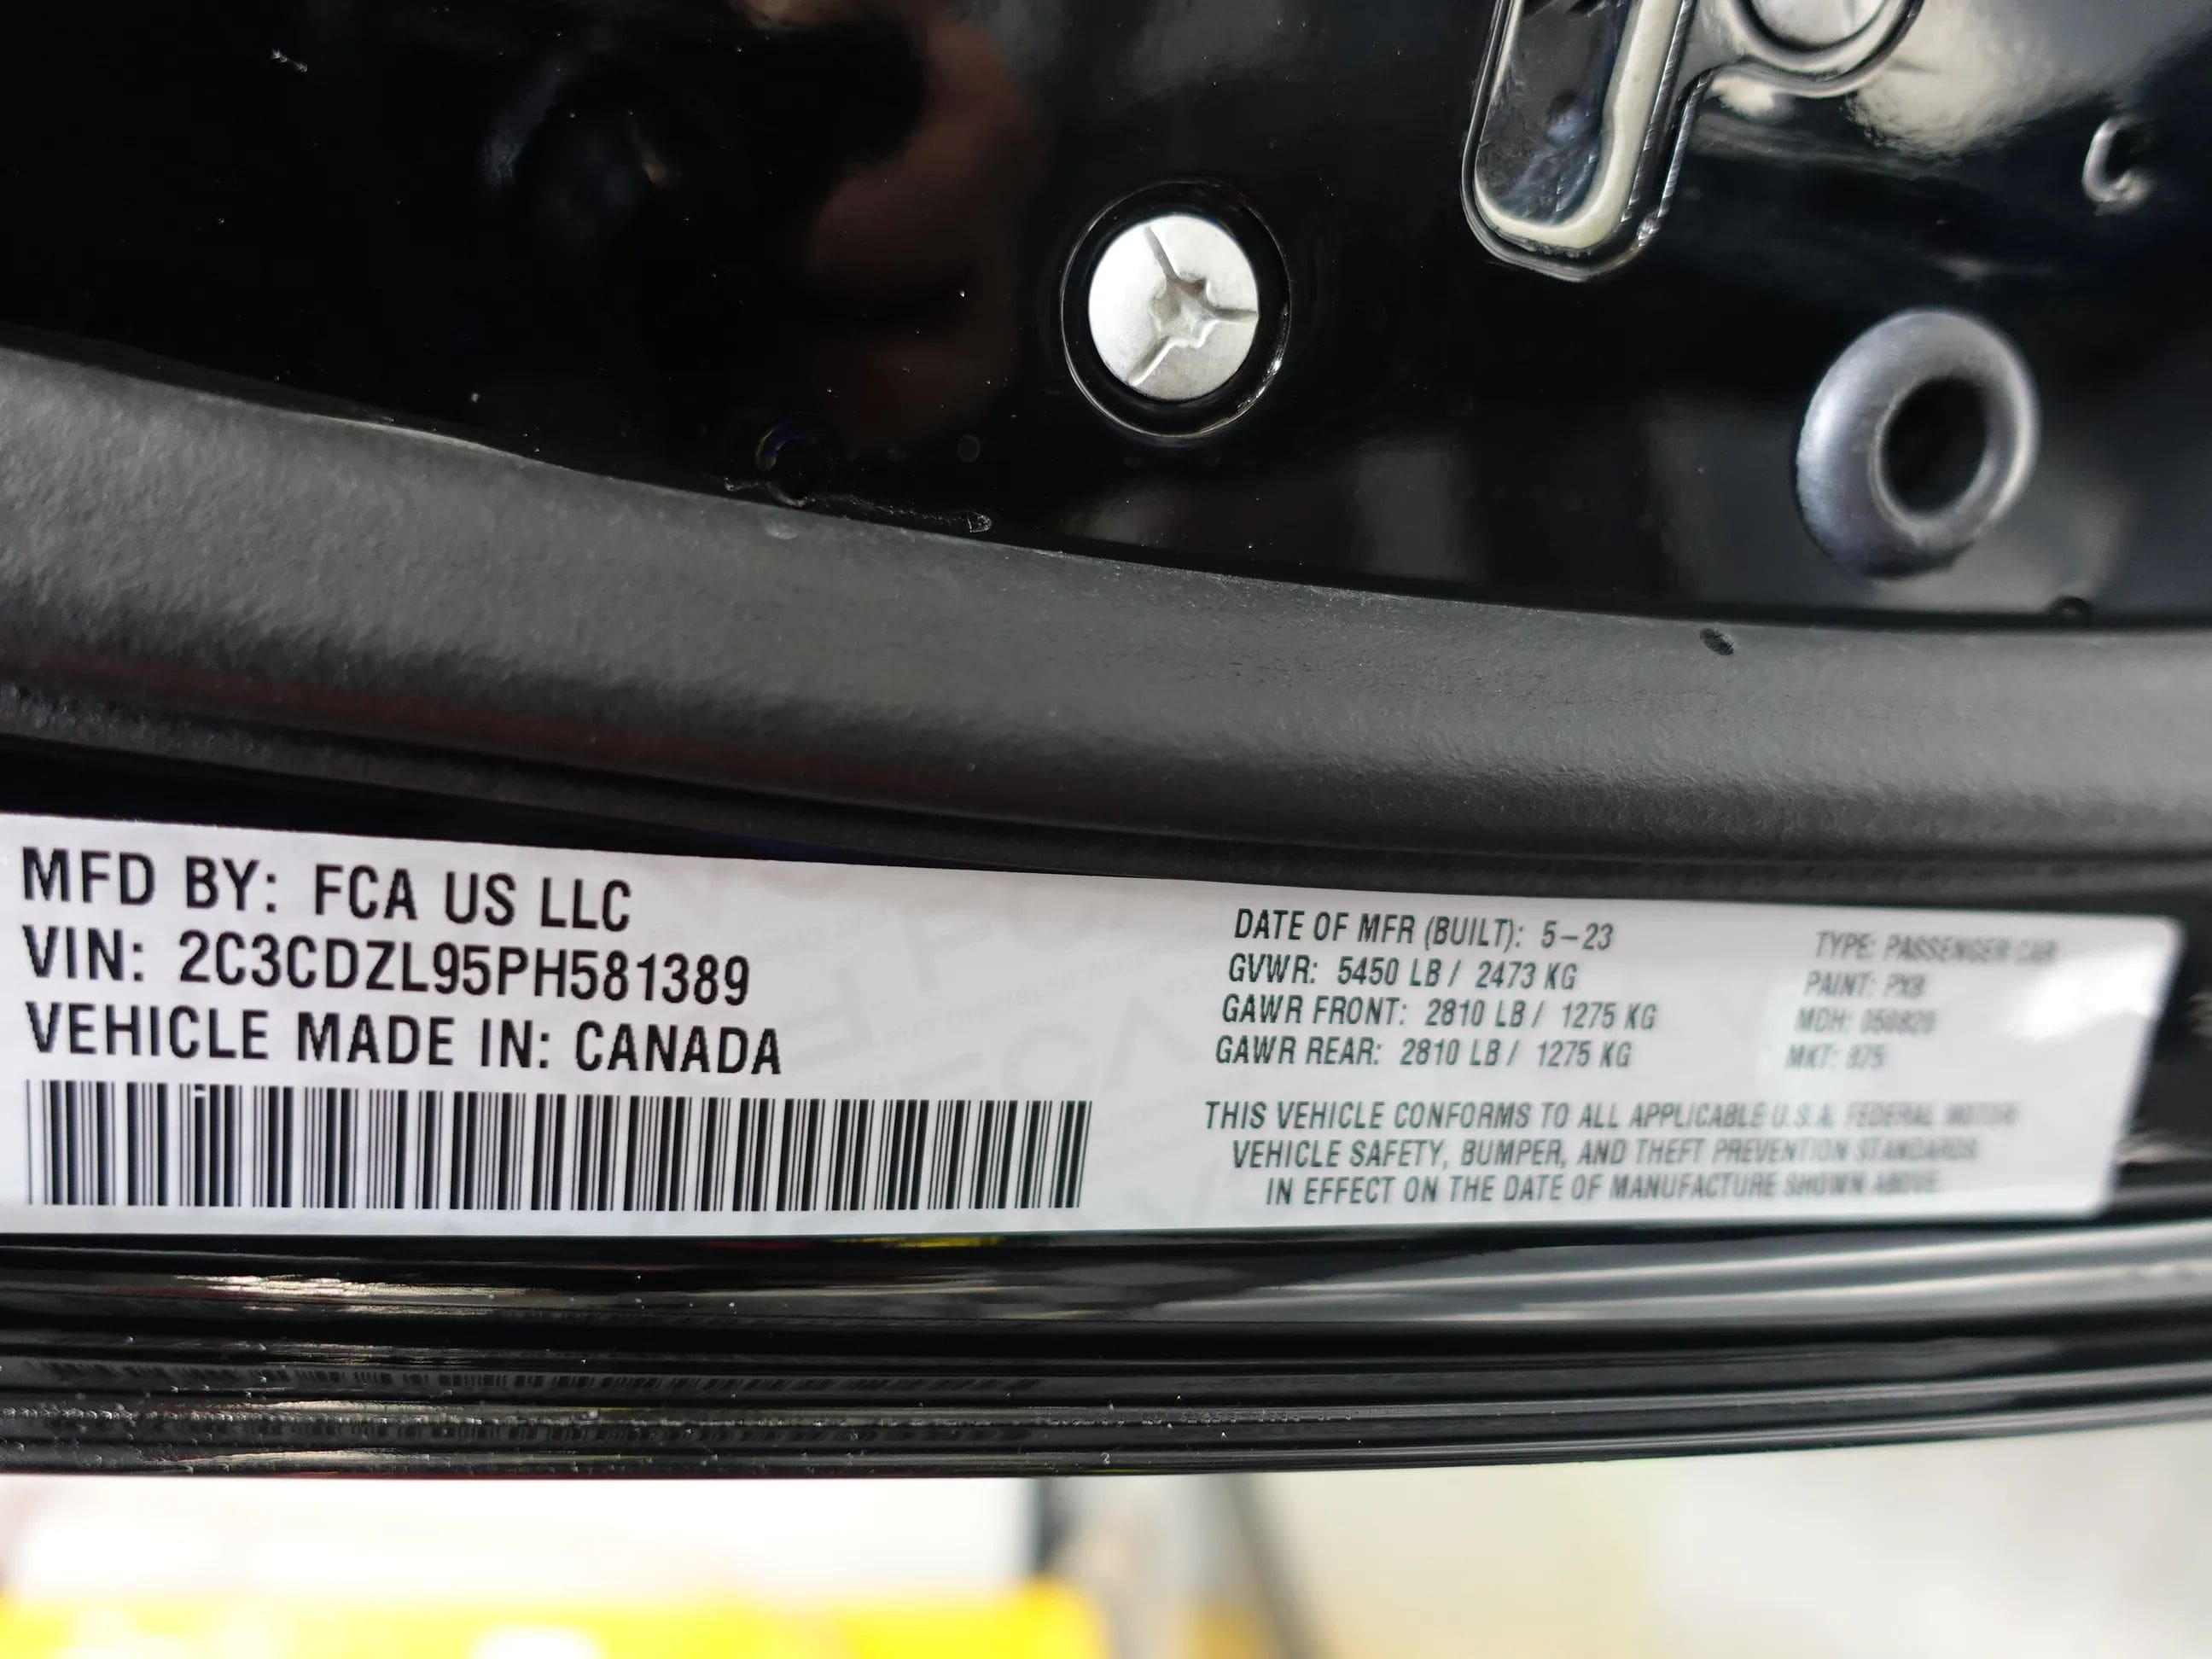 MFD BY: FCA US LLC
VIN: 2C3CDZL95PH581389
VEHICLE MADE IN: CANADA
DATE OF MFR (BUILT): 5-23
GVWR: 5450 LB / 2473 KG
GAWR FRONT: 2810 LB / 1275 KG
GAWR REAR: 2810 LB / 1275 KG
TYPE: PASSENGER CAR
PAINT: PX8
MDH:
MKT:
THIS VEHICLE CONFORMS TO ALL APPLICABLE U.S.A. FEDERAL MOTOR
VEHICLE SAFETY, BUMPER, AND THEFT PREVENTION STANDARDS
IN EFFECT ON THE DATE OF MANUFACTURE SHOWN ABOVE.